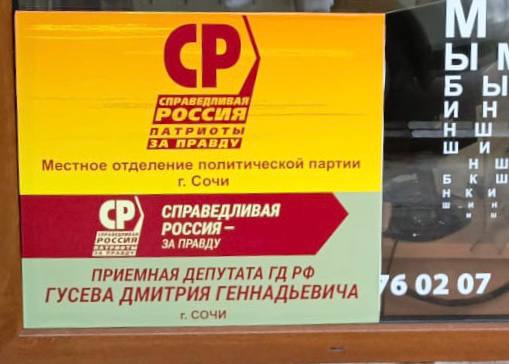 СР
СПРАВЕДЛИВАЯ
РОССИЯ
ПАТРИОТЫ
ЗА ПРАВДУ
Местное отделение политической партии
г. Сочи
СР
СПРАВЕДЛИВАЯ
РОССИЯ
ПАТРИОТЫ
ЗА ПРАВДУ
СПРАВЕДЛИВАЯ
РОССИЯ –
ЗА ПРАВДУ
ПРИЕМНАЯ ДЕПУТАТА ГД РФ
ГУСЕВА ДМИТРИЯ ГЕННАДЬЕВИЧА
г. СОЧИ
76 02 07
М
Ы
Б
И
Н
Ш
Б
Н
Ш